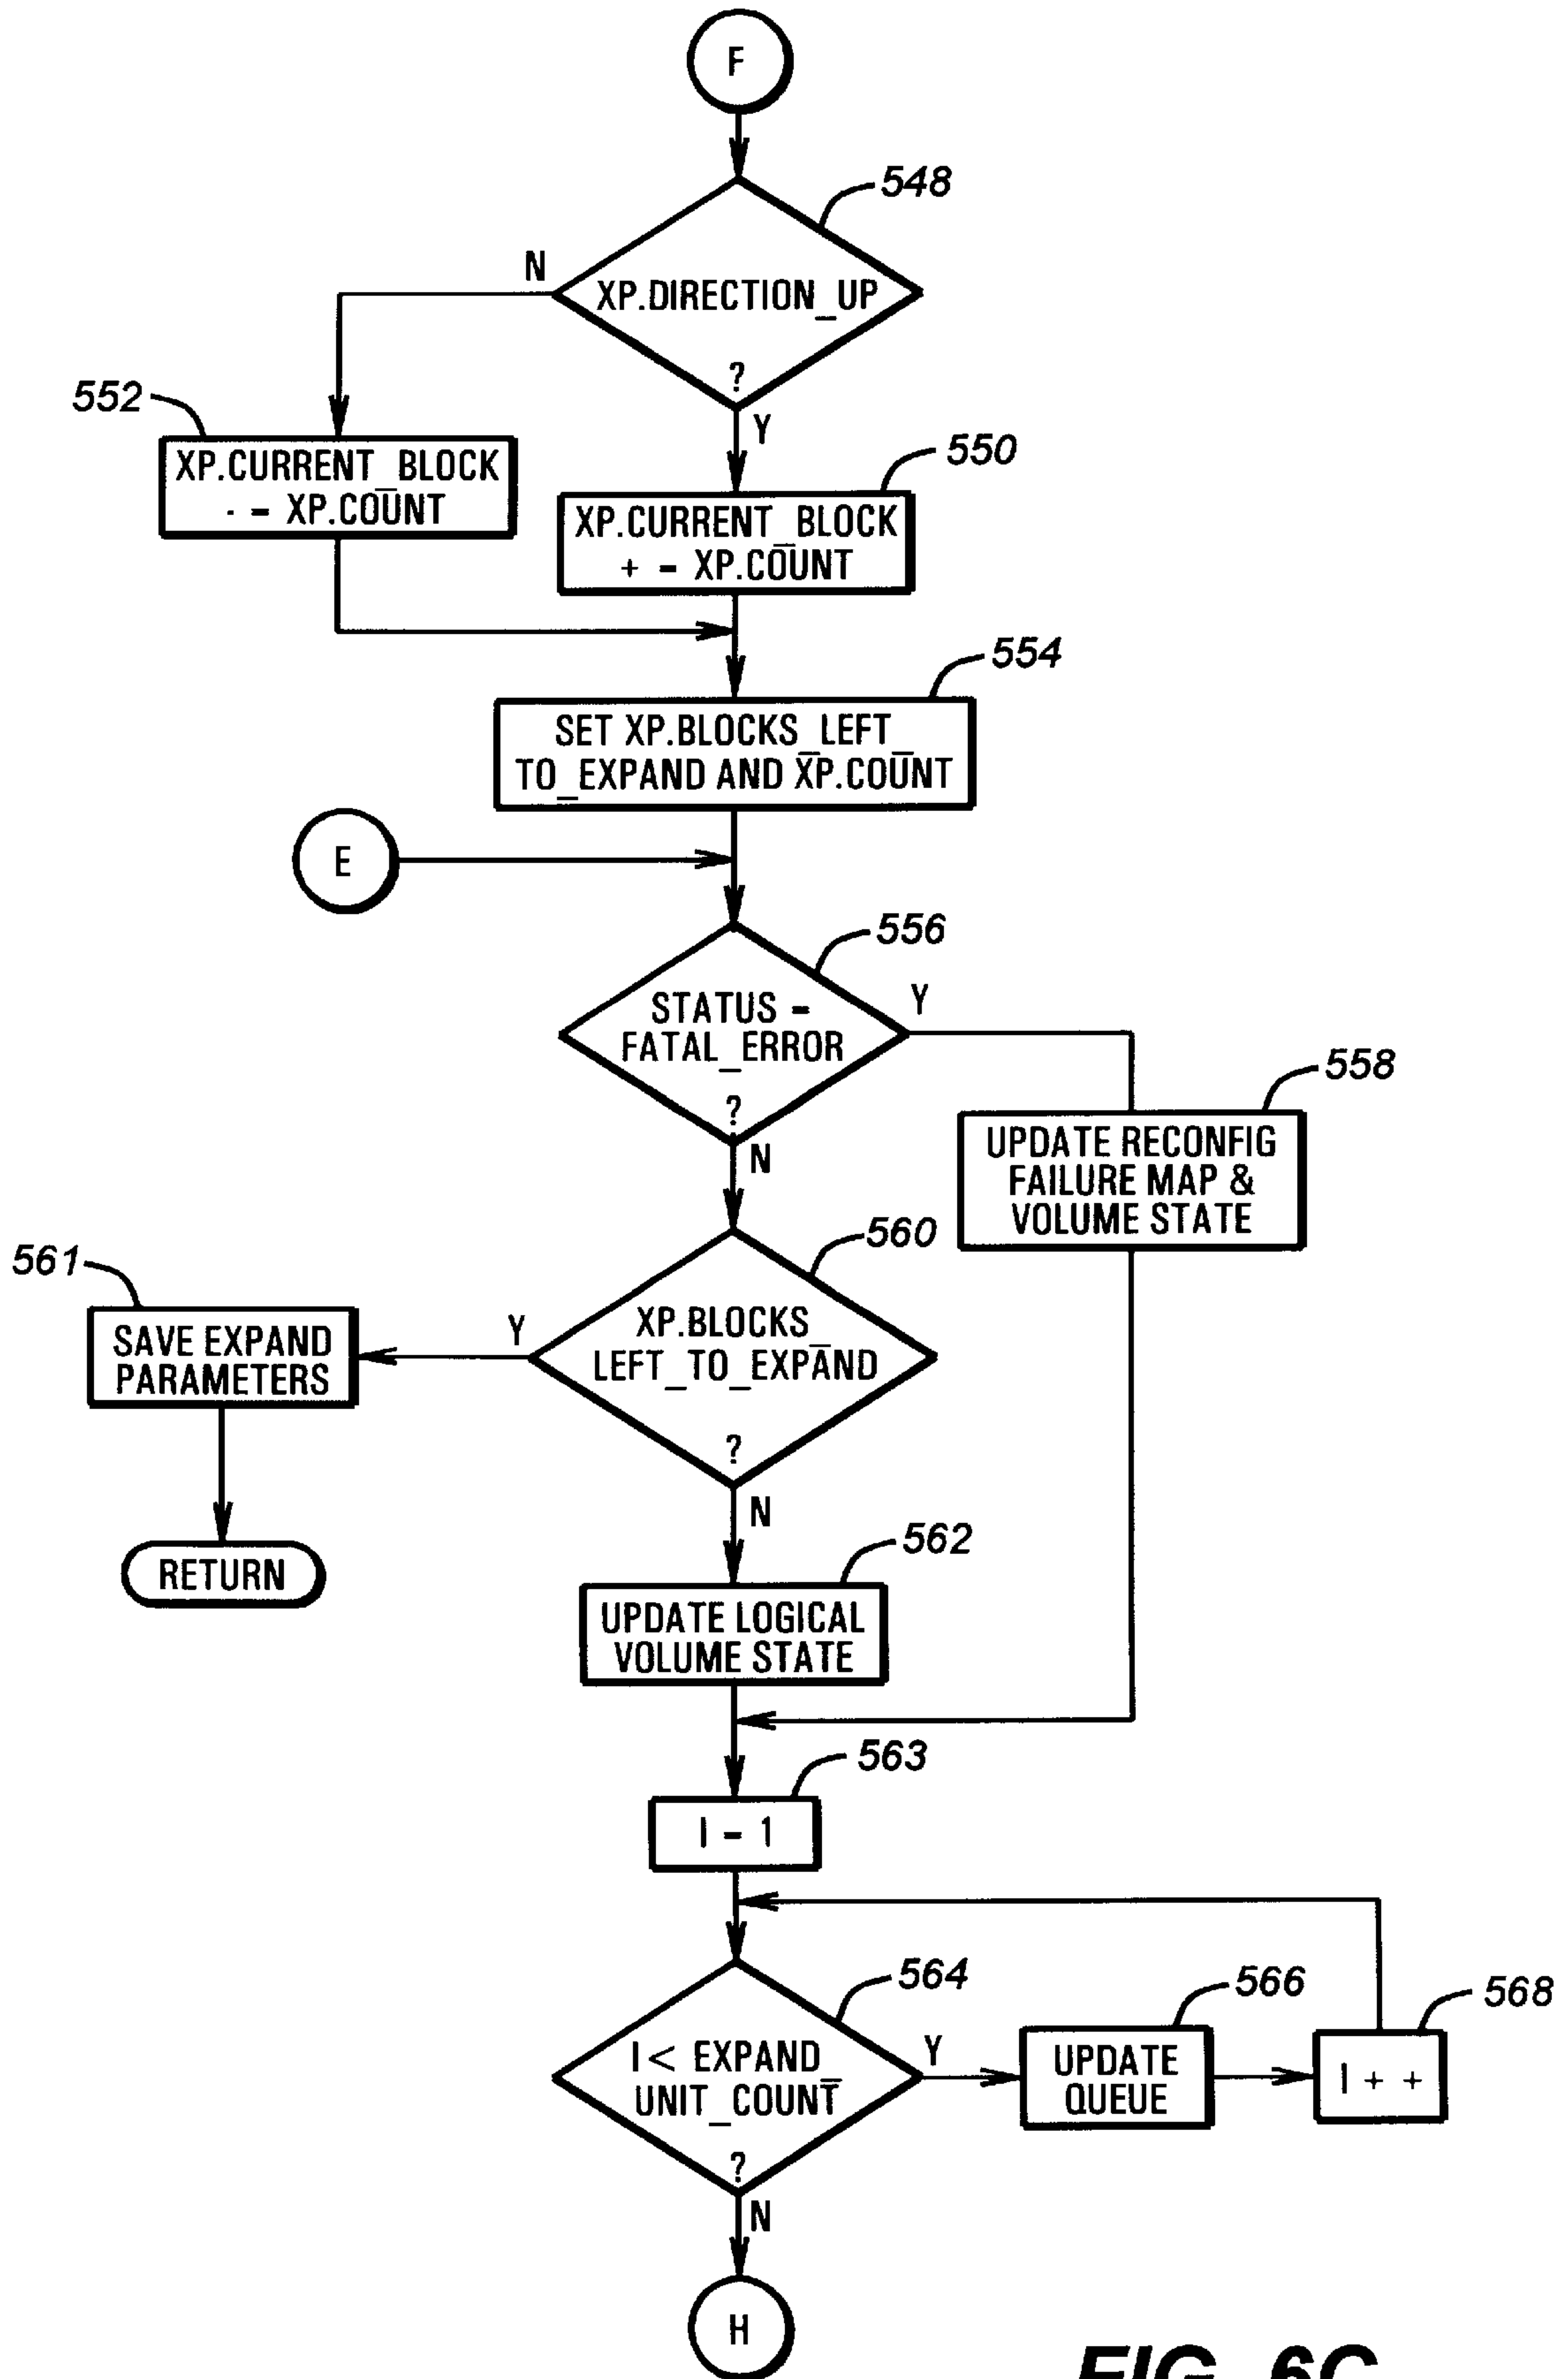 F
548
N
XP.DIRECTION_UP
?
552
Y
550
XP.CURRENT_BLOCK
- = XP.COUNT
XP.CURRENT_BLOCK
+ = XP.COUNT
554
SET XP.BLOCKS_LEFT_
TO_EXPAND AND XP.COUNT
E
556
STATUS =
FATAL_ERROR
?
Y
558
N
UPDATE RECONFIG
FAILURE MAP &
VOLUME STATE
560
561
SAVE EXPAND
PARAMETERS
Y
XP.BLOCKS_
LEFT_TO_EXPAND
?
N
RETURN
562
UPDATE LOGICAL
VOLUME STATE
563
I = 1
564
566
568
I < EXPAND_
UNIT_COUNT
?
Y
UPDATE
QUEUE
I + +
N
H
FIG. 6C